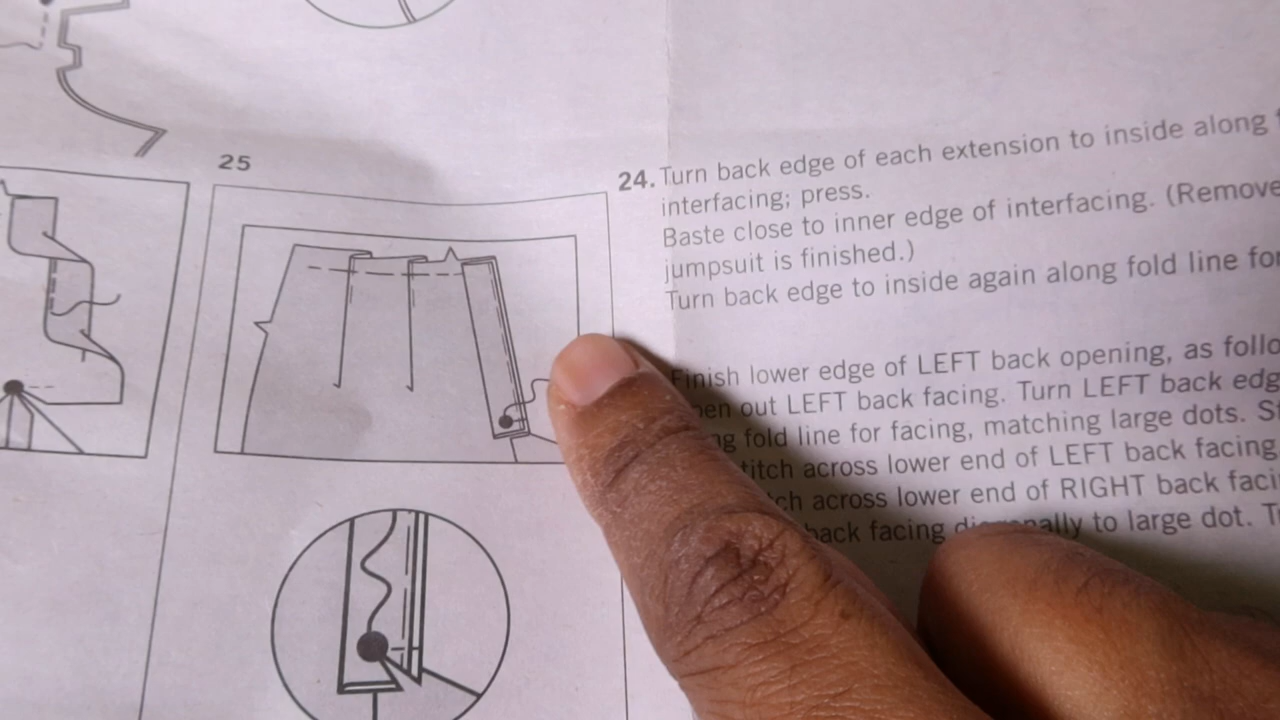 25
24. Turn back edge of each extension to inside along
interfacing; press.
Baste close to inner edge of interfacing. (Remove
jumpsuit is finished.)
Turn back edge to inside again along fold line for
Finish lower edge of LEFT back opening, as follo
out LEFT back facing. Turn LEFT back edg
fold line for facing, matching large dots.
across lower end of LEFT back facing
across lower end of RIGHT back faci
back facing to large dot.